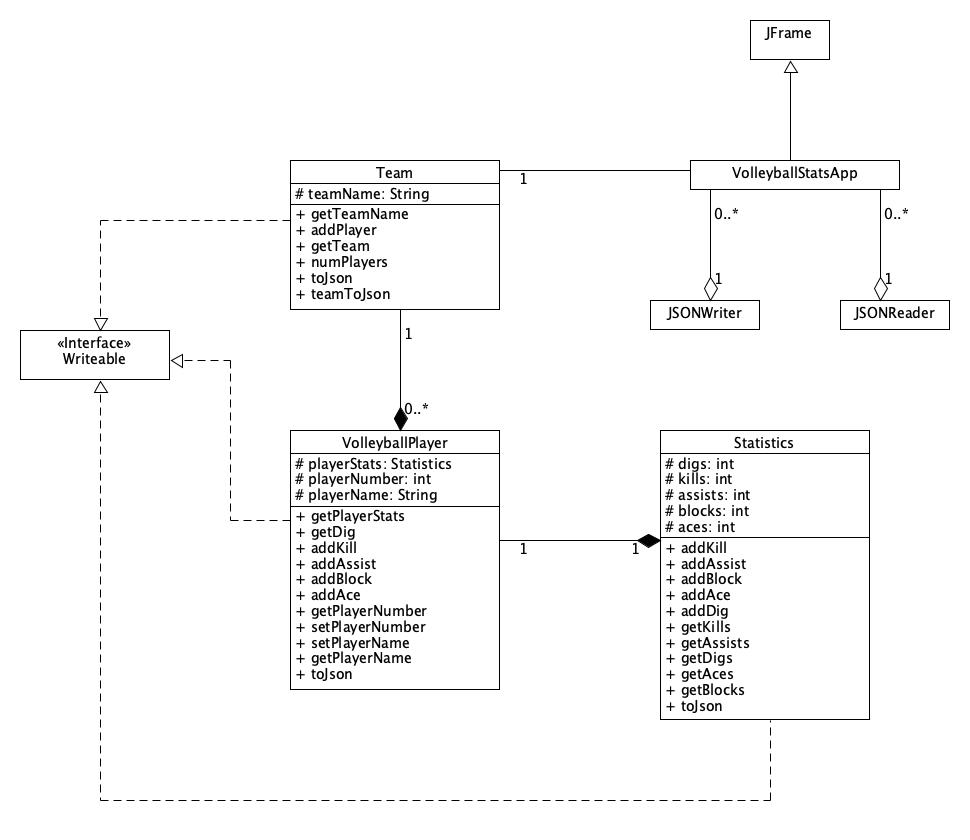 JFrame
Team
# teamName: String
+ getTeamName
+ addPlayer
+ getTeam
+ numPlayers
+ toJson
+ teamToJson
1
VolleyballStatsApp
0..*
0..*
1
1
JSONWriter
JSONReader
«Interface»
Writeable
1
0..*
VolleyballPlayer
# playerStats: Statistics
# playerNumber: int
# playerName: String
+ getPlayerStats
+ getDig
+ addKill
+ addAssist
+ addBlock
+ addAce
+ getPlayerNumber
+ setPlayerNumber
+ setPlayerName
+ getPlayerName
+ toJson
1
1
Statistics
# digs: int
# kills: int
# assists: int
# blocks: int
# aces: int
+ addKill
+ addAssist
+ addBlock
+ addAce
+ addDig
+ getKills
+ getAssists
+ getDigs
+ getAces
+ getBlocks
+ toJson